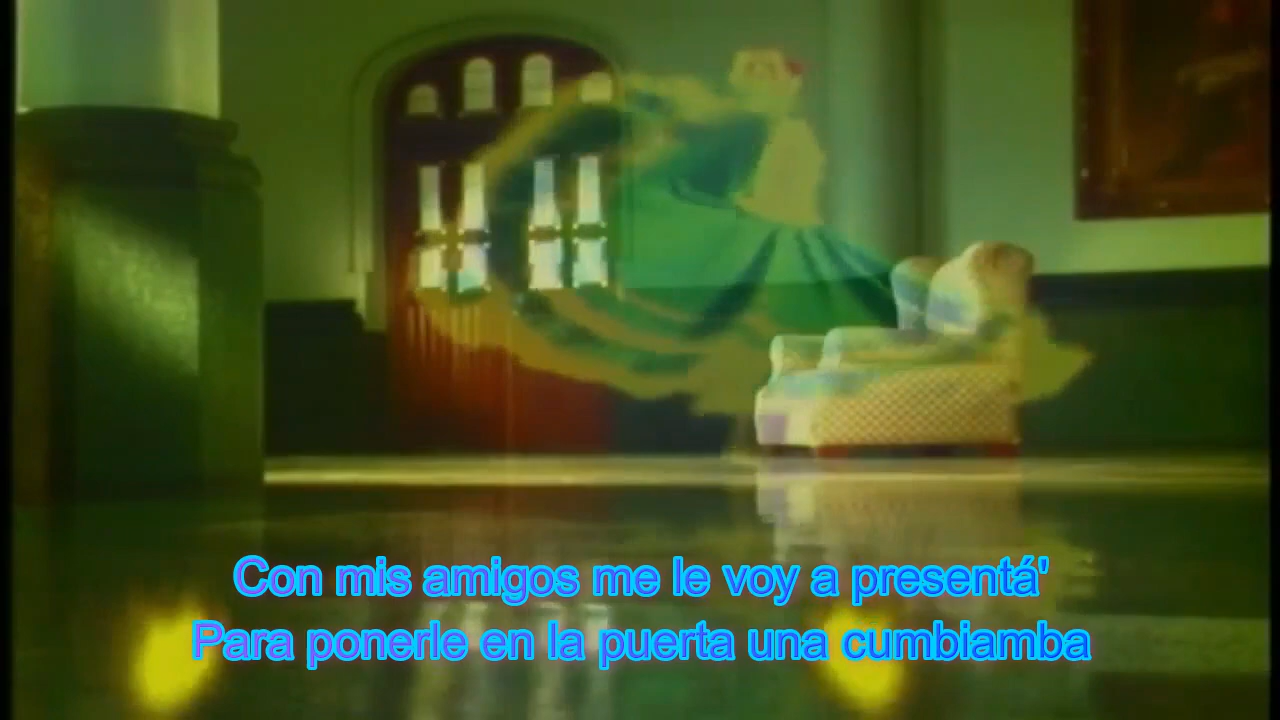 Con mis amigos me le voy a presentá'
Para ponerle en la puerta una cumbiamba